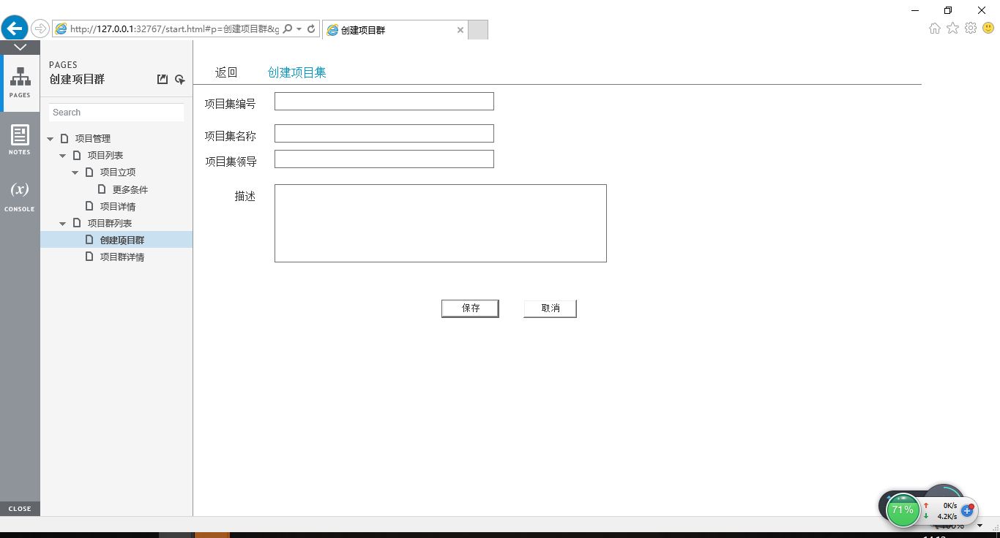 http://127.0.0.1:32767/start.html#p=创建项目群&g
创建项目群
PAGES
创建项目群
PAGES
Search
NOTES
(x)
CONSOLE
项目管理
项目列表
项目立项
更多条件
项目详情
项目群列表
创建项目群
项目群详情
返回 创建项目集
项目集编号
项目集名称
项目集领导
描述
保存 取消
CLOSE
71%
0K/s
4.2K/s
100%